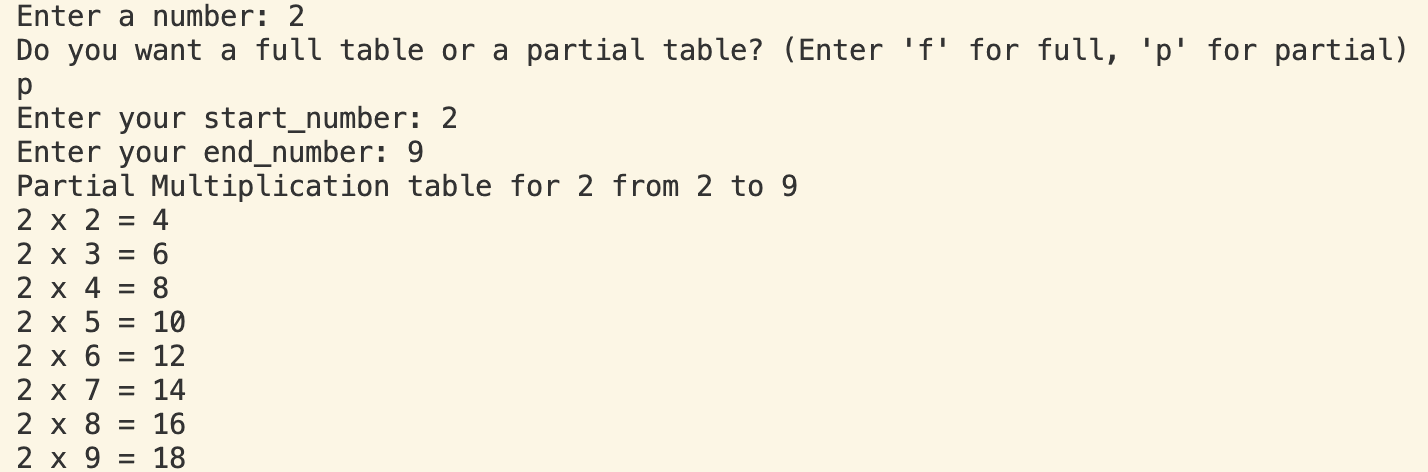 Enter a number: 2
Do you want a full table or a partial table? (Enter 'f' for full, 'p' for partial)
p
Enter your start_number: 2
Enter your end_number: 9
Partial Multiplication table for 2 from 2 to 9
2 x 2 = 4
2 x 3 = 6
2 x 4 = 8
2 x 5 = 10
2 x 6 = 12
2 x 7 = 14
2 x 8 = 16
2 x 9 = 18